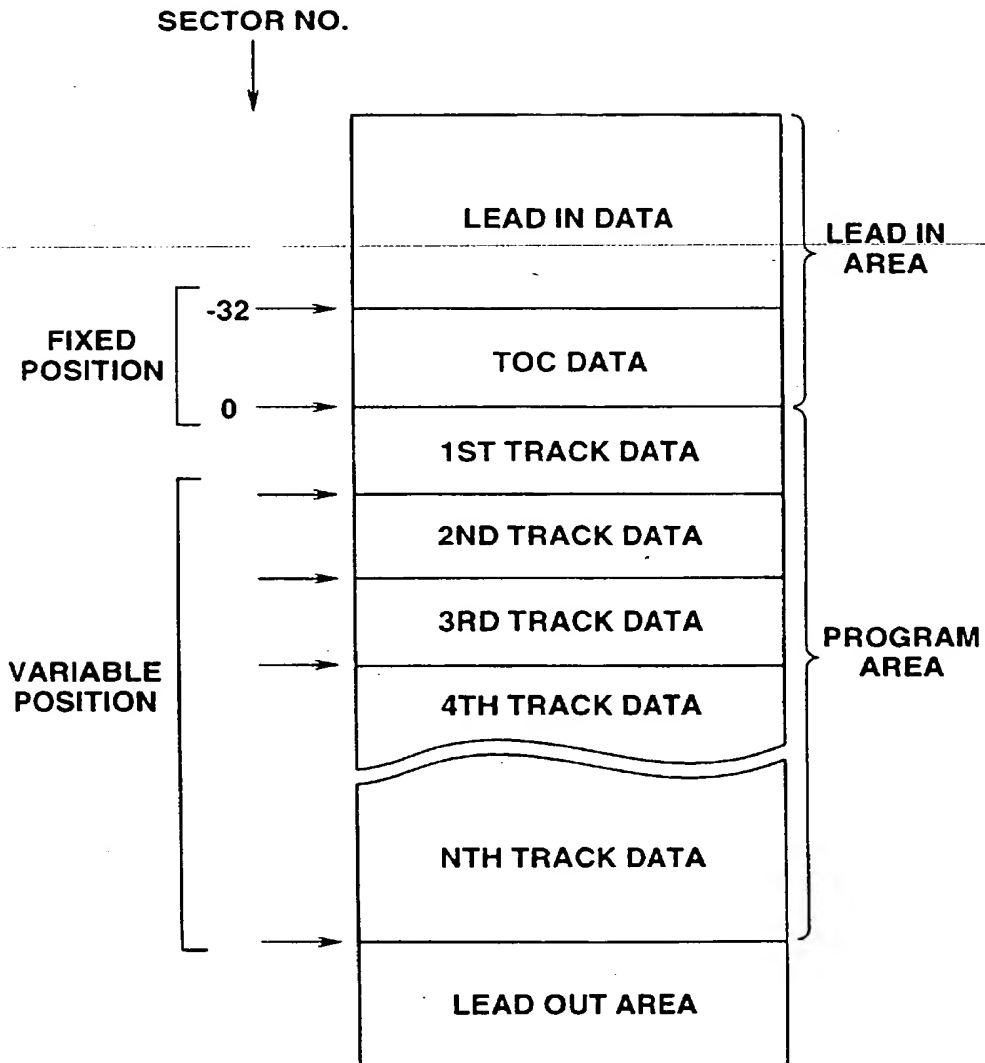 SECTOR NO.
LEAD IN DATA
LEAD IN
AREA
-32
FIXED
POSITION
TOC DATA
0
1ST TRACK DATA
2ND TRACK DATA
3RD TRACK DATA
PROGRAM
AREA
VARIABLE
POSITION
4TH TRACK DATA
NTH TRACK DATA
LEAD OUT AREA